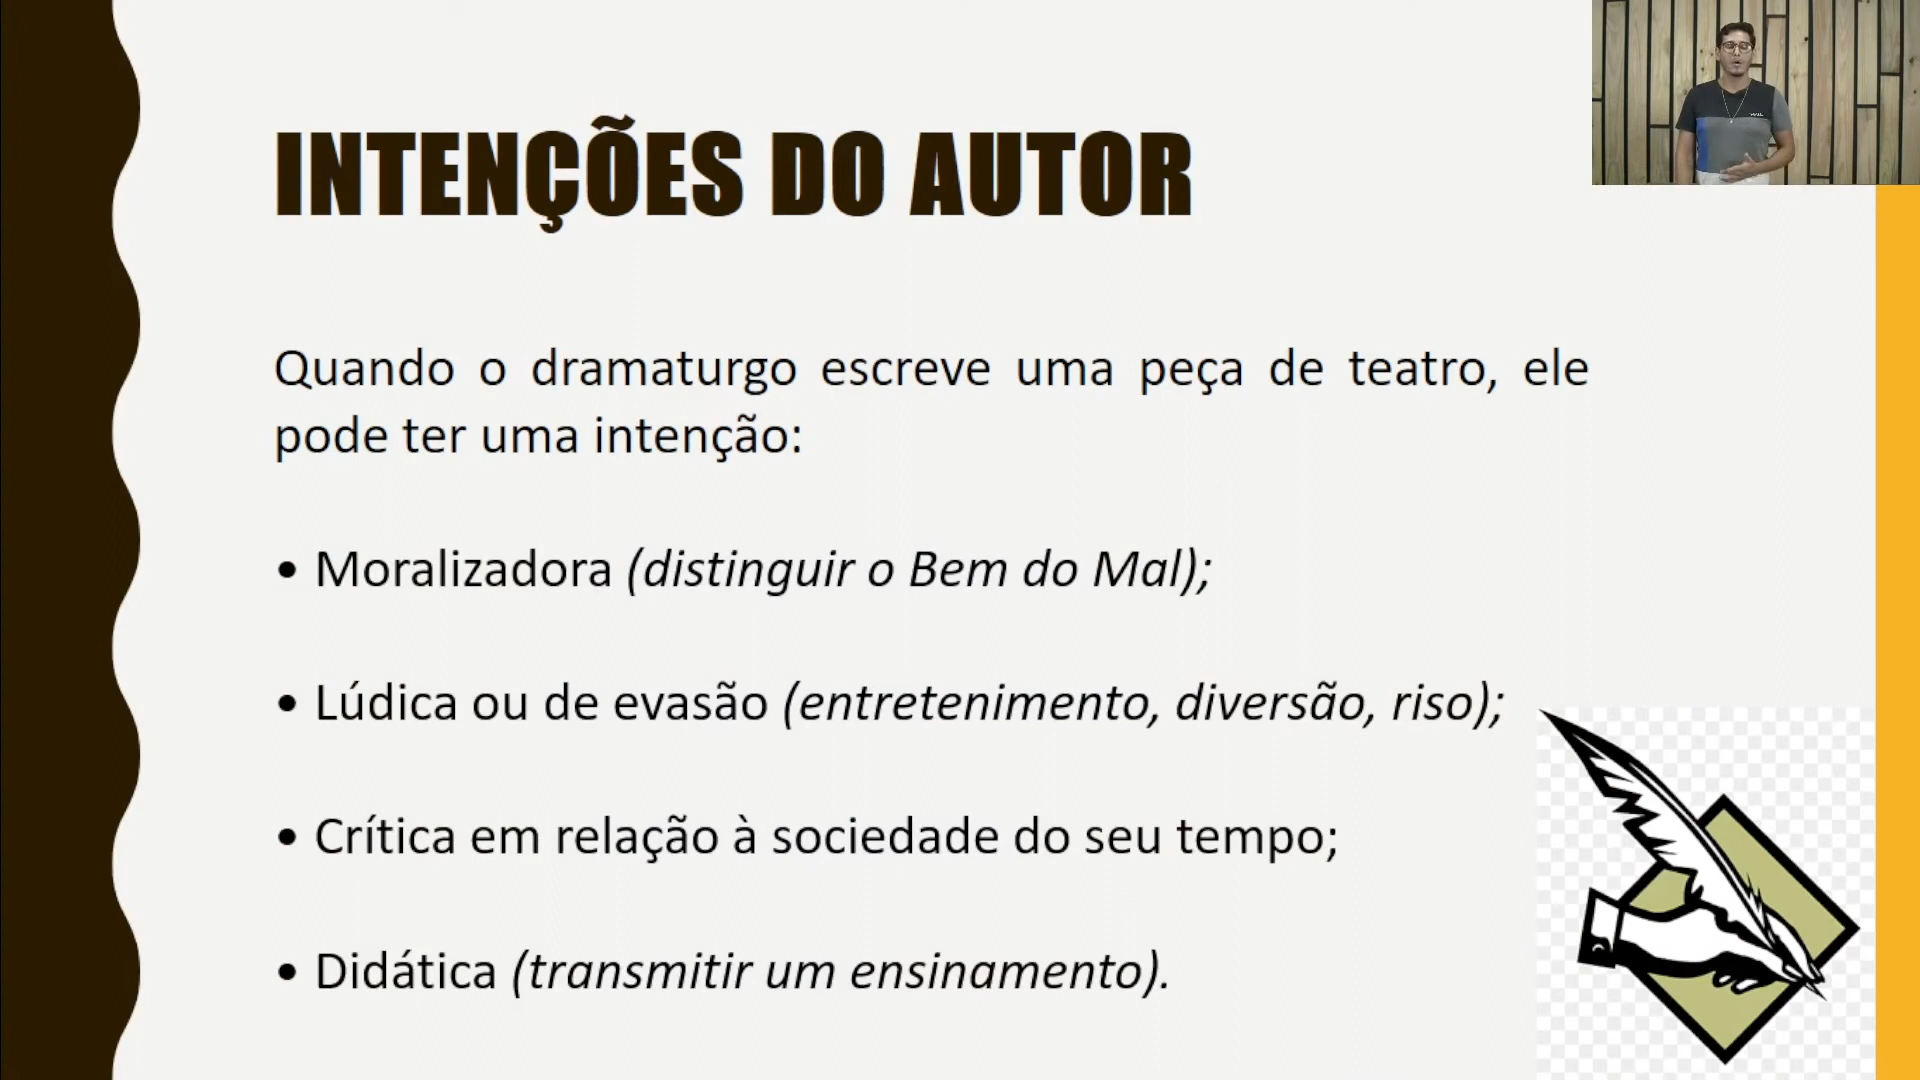 INTENÇÕES DO AUTOR
Quando o dramaturgo escreve uma peça de teatro, ele
pode ter uma intenção:
• Moralizadora (distinguir o Bem do Mal);
• Lúdica ou de evasão (entretenimento, diversão, riso);
• Crítica em relação à sociedade do seu tempo;
• Didática (transmitir um ensinamento).